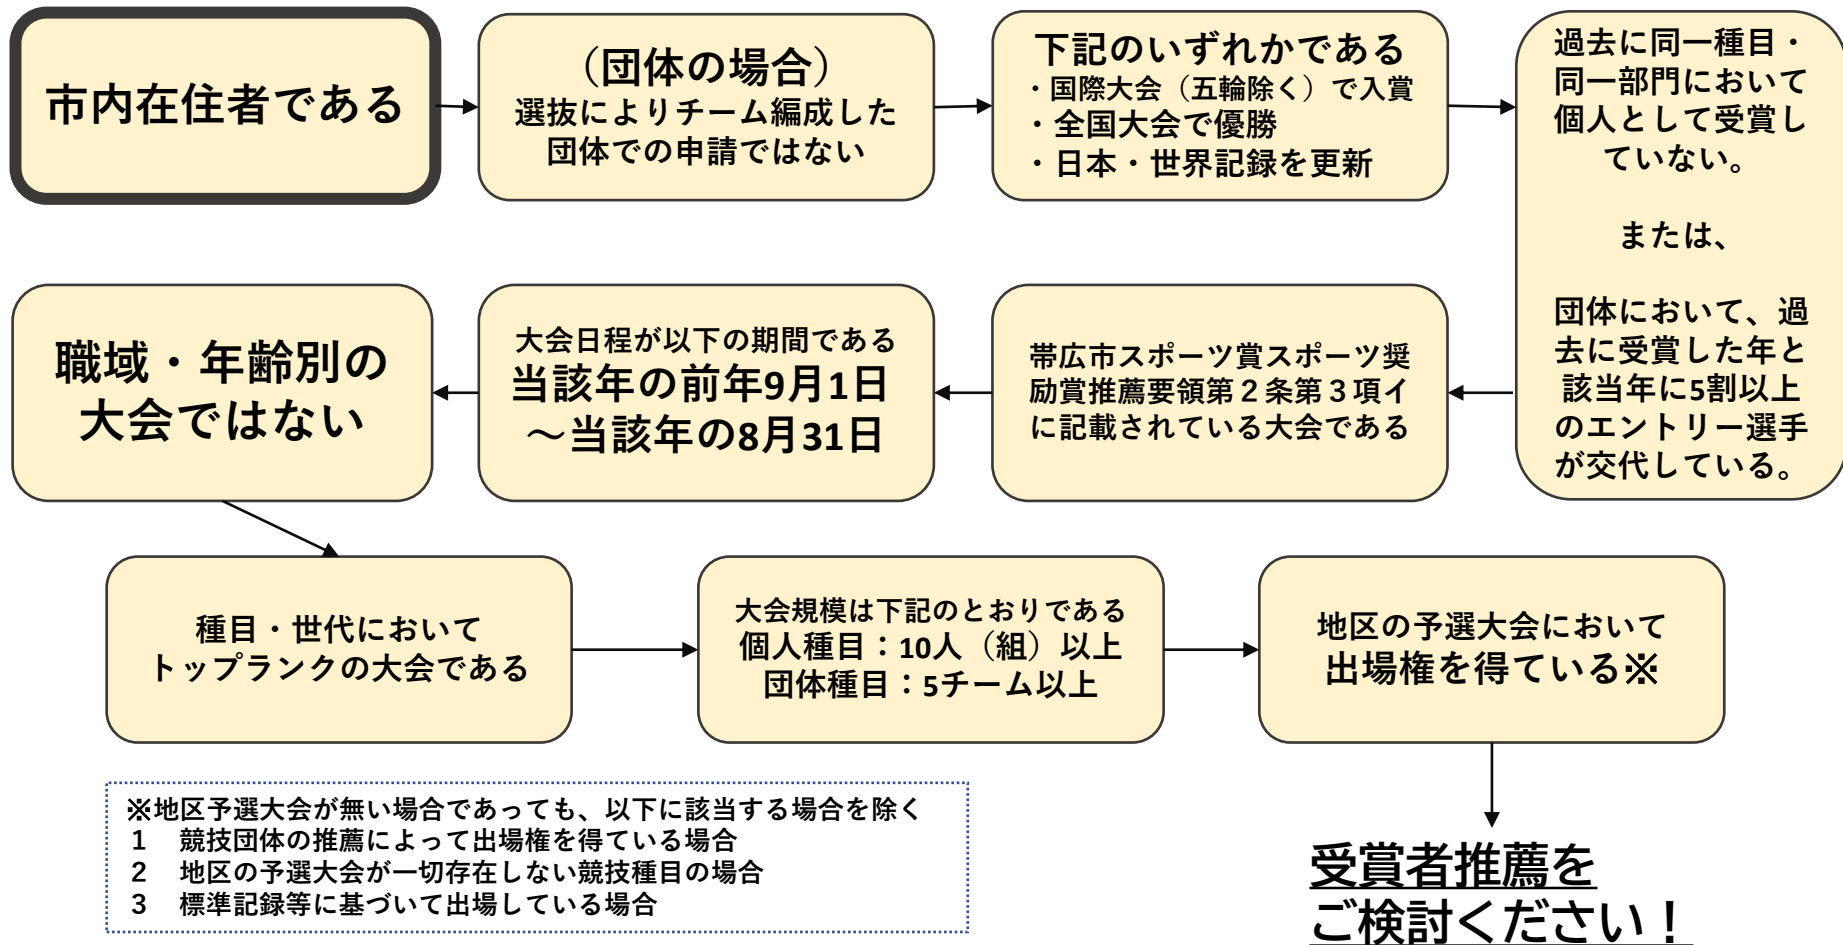 市内在住者である
（団体の場合）
選抜によりチーム編成した
団体での申請ではない
下記のいずれかである
・国際大会（五輪除く）で入賞
・全国大会で優勝
・日本・世界記録を更新
過去に同一種目・
同一部門において
個人として受賞し
ていない。
または、
団体において、過
去に受賞した年と
該当年に5割以上
のエントリー選手
が交代している。
帯広市スポーツ賞スポーツ奨
励賞推薦要領第２条第３項イ
に記載されている大会である
大会日程が以下の期間である
当該年の前年9月1日
～当該年の8月31日
職域・年齢別の
大会ではない
種目・世代において
トップランクの大会である
大会規模は下記のとおりである
個人種目：10人（組）以上
団体種目：5チーム以上
地区の予選大会において
出場権を得ている※
※地区予選大会が無い場合であっても、以下に該当する場合を除く
１　競技団体の推薦によって出場権を得ている場合
２　地区の予選大会が一切存在しない競技種目の場合
３　標準記録等に基づいて出場している場合
受賞者推薦を
ご検討ください！